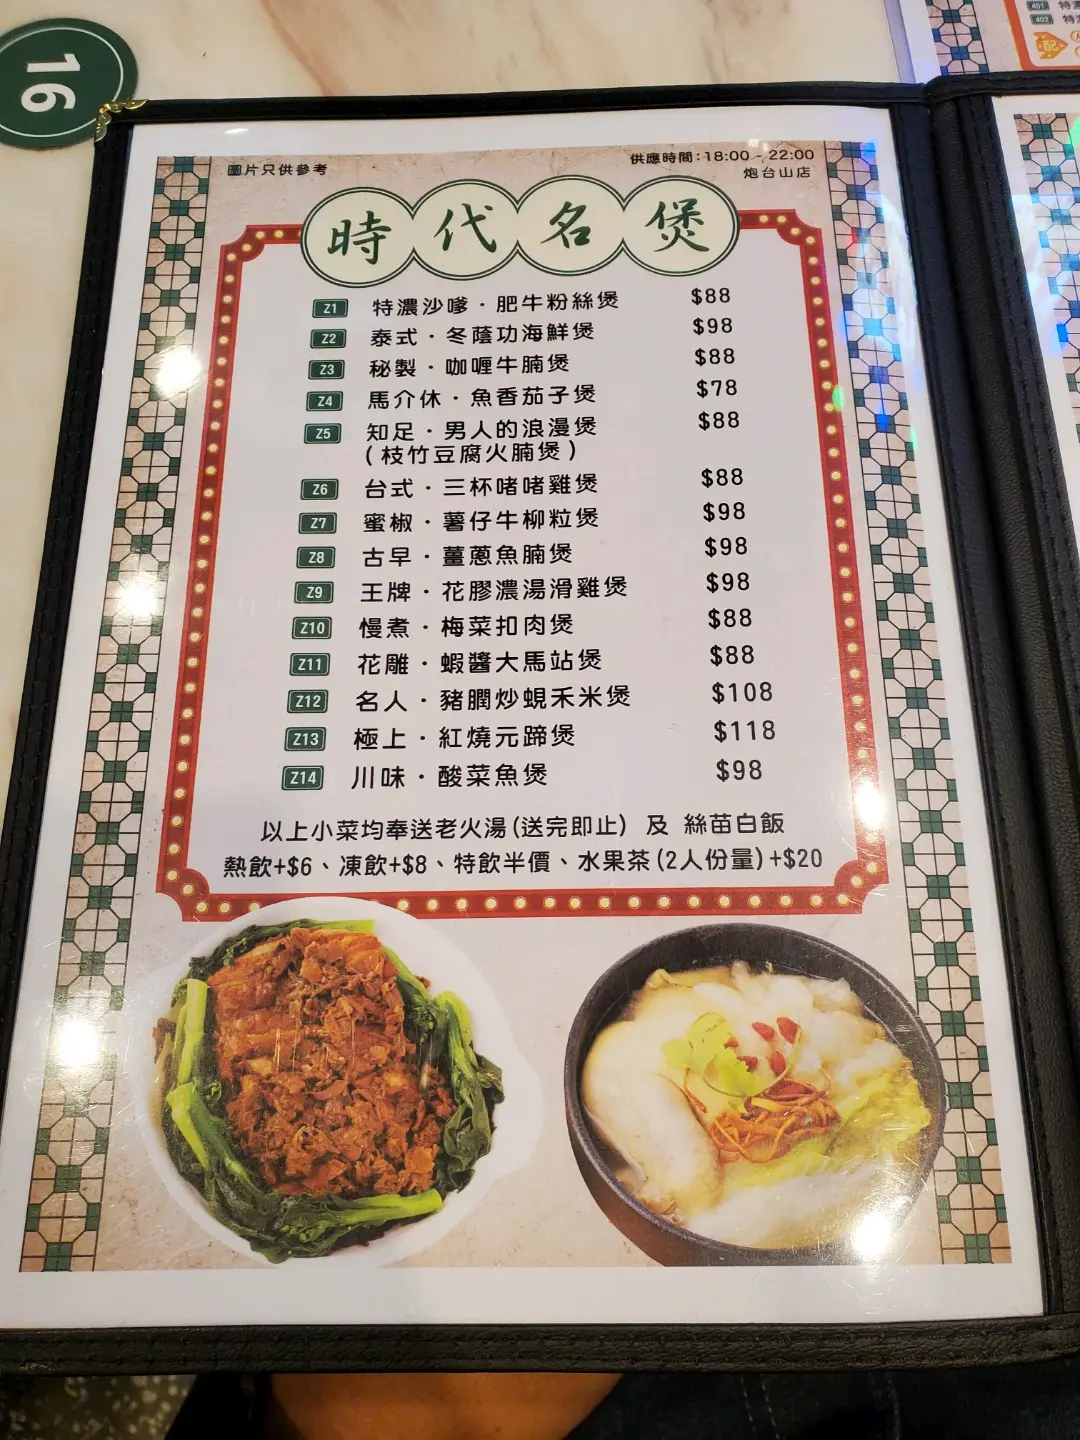 16
401
402
配
圖片只供參考
供應時間:18:00 - 22:00
炮台山店
時代名煲
Z1 特濃沙嗲·肥牛粉絲煲 $88
Z2 泰式·冬蔭功海鮮煲 $98
Z3 秘製·咖喱牛腩煲 $88
Z4 馬介休·魚香茄子煲 $78
Z5 知足·男人的浪漫煲 $88
(枝竹豆腐火腩煲)
Z6 台式·三杯啫啫雞煲 $88
Z7 蜜椒·薯仔牛柳粒煲 $98
Z8 古早·薑蔥魚腩煲 $98
Z9 王牌·花膠濃湯滑雞煲 $98
Z10 慢煮·梅菜扣肉煲 $88
Z11 花雕·蝦醬大馬站煲 $88
Z12 名人·豬膶炒蜆禾米煲 $108
Z13 極上·紅燒元蹄煲 $118
Z14 川味·酸菜魚煲 $98
以上小菜均奉送老火湯(送完即止) 及 絲苗白飯
熱飲+$6、凍飲+$8、特飲半價、水果茶(2人份量)+$20